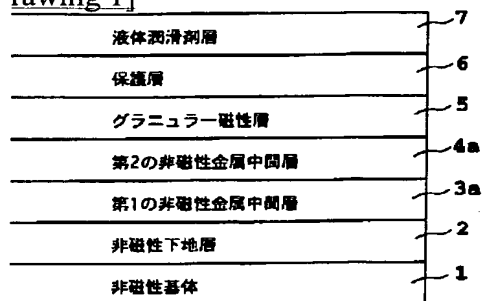 rawing 1]
液体潤滑剤層 7
保護層 6
グラニュラー磁性層 5
第2の非磁性金属中間層 4a
第1の非磁性金属中間層 3a
非磁性下地層 2
非磁性基体 1